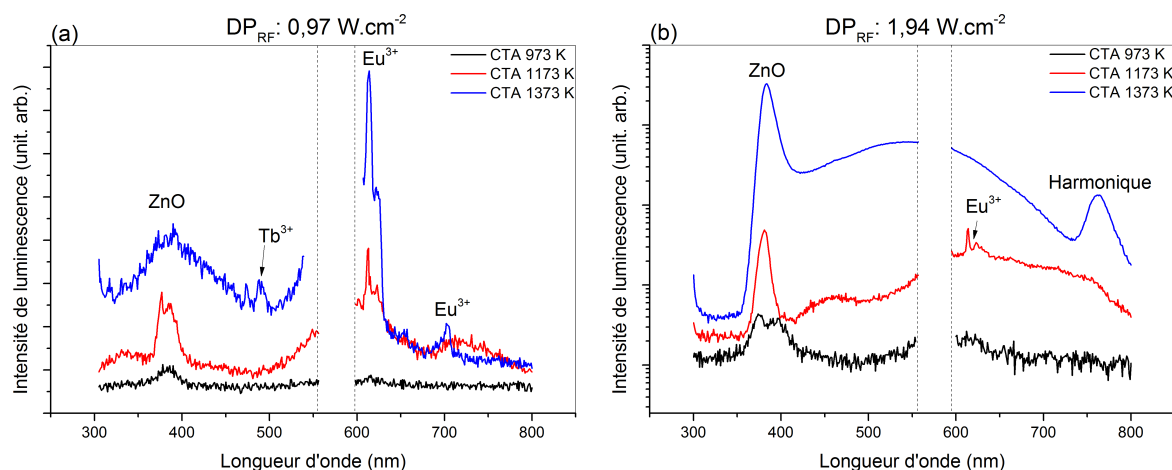 DP_RF: 0,97 W.cm-2
(a)
Eu3+
CTA 973 K
CTA 1173 K
CTA 1373 K
ZnO
Tb3+
Eu3+
Intensité de luminescence (unit. arb.)
300 400 500 600 700 800
Longueur d'onde (nm)
DP_RF: 1,94 W.cm-2
(b)
ZnO
CTA 973 K
CTA 1173 K
CTA 1373 K
Harmonique
Eu3+
Intensité de luminescence (unit. arb.)
300 400 500 600 700 800
Longueur d'onde (nm)